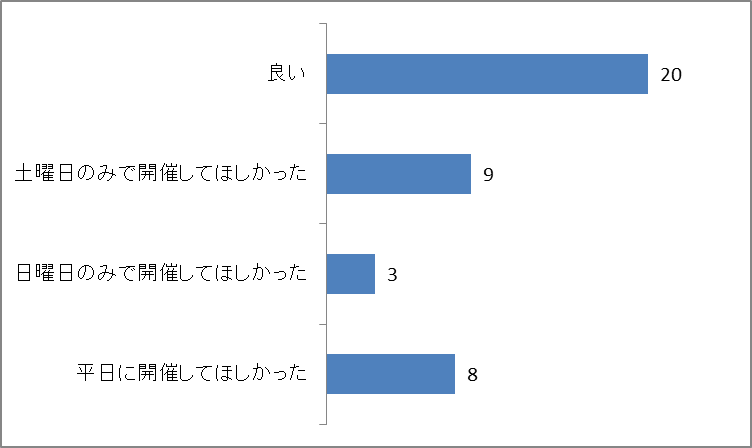 良い 20
土曜日のみで開催してほしかった 9
日曜日のみで開催してほしかった 3
平日に開催してほしかった 8